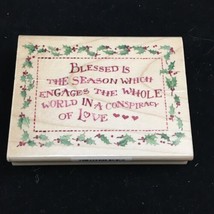 BLESSED IS
THE SEASON WHICH
ENGAGES THE WHOLE
WORLD IN A CONSPIRACY
OF LOVE